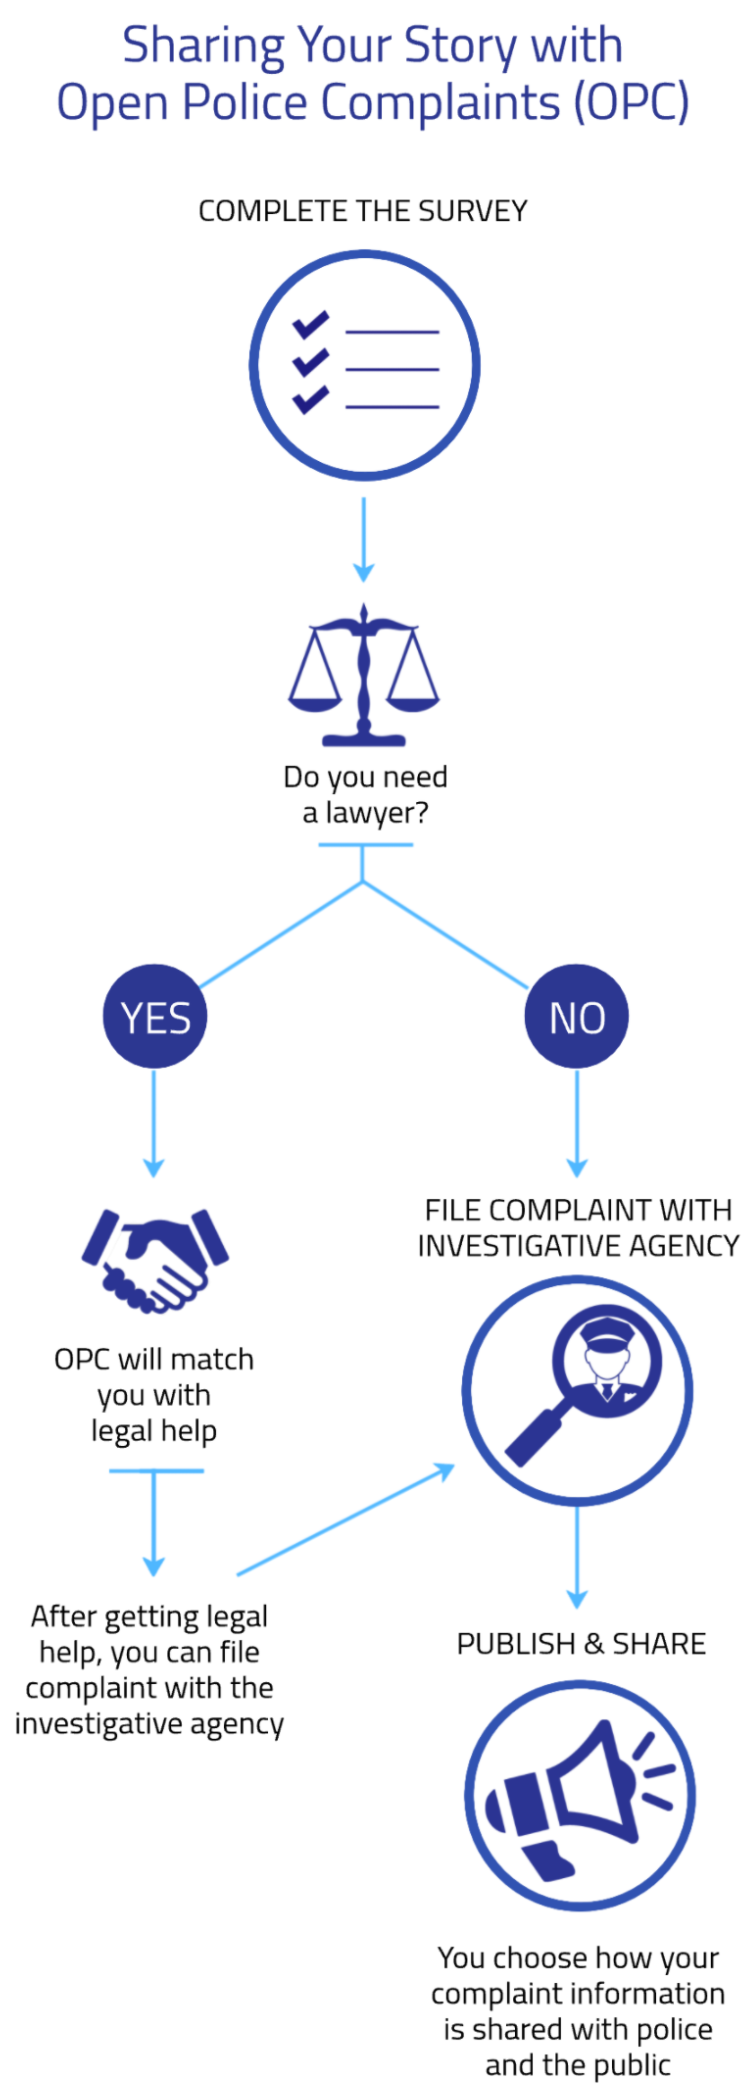 Sharing Your Story with
Open Police Complaints (OPC)
COMPLETE THE SURVEY
Do you need
a lawyer?
YES
NO
FILE COMPLAINT WITH
INVESTIGATIVE AGENCY
OPC will match
you with
legal help
After getting legal
help, you can file
complaint with the
investigative agency
PUBLISH & SHARE
You choose how your
complaint information
is shared with police
and the public